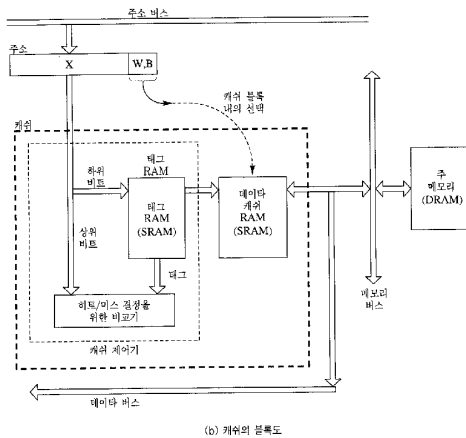 주소 버스
주소
X
W,B
캐쉬 블록
내의 선택
캐쉬
태그
RAM
하위
비트
태그
RAM
(SRAM)
데이타
캐쉬
RAM
(SRAM)
주
메모리
(DRAM)
상위
비트
태그
메모리
버스
히트/미스 결정을
위한 비교기
캐쉬 제어기
데이타 버스
(b) 캐쉬의 블록도